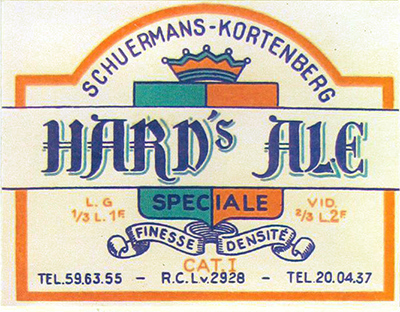 SCHUERMANS-KORTENBERG
HARD's ALE
SPECIALE
L.G
1/3 L.1F
VID.
2/3 L.2F
FINESSE DENSITÉ
CAT.I
TEL.59.63.55 – R.C.Lv.2928 – TEL.20.04.37